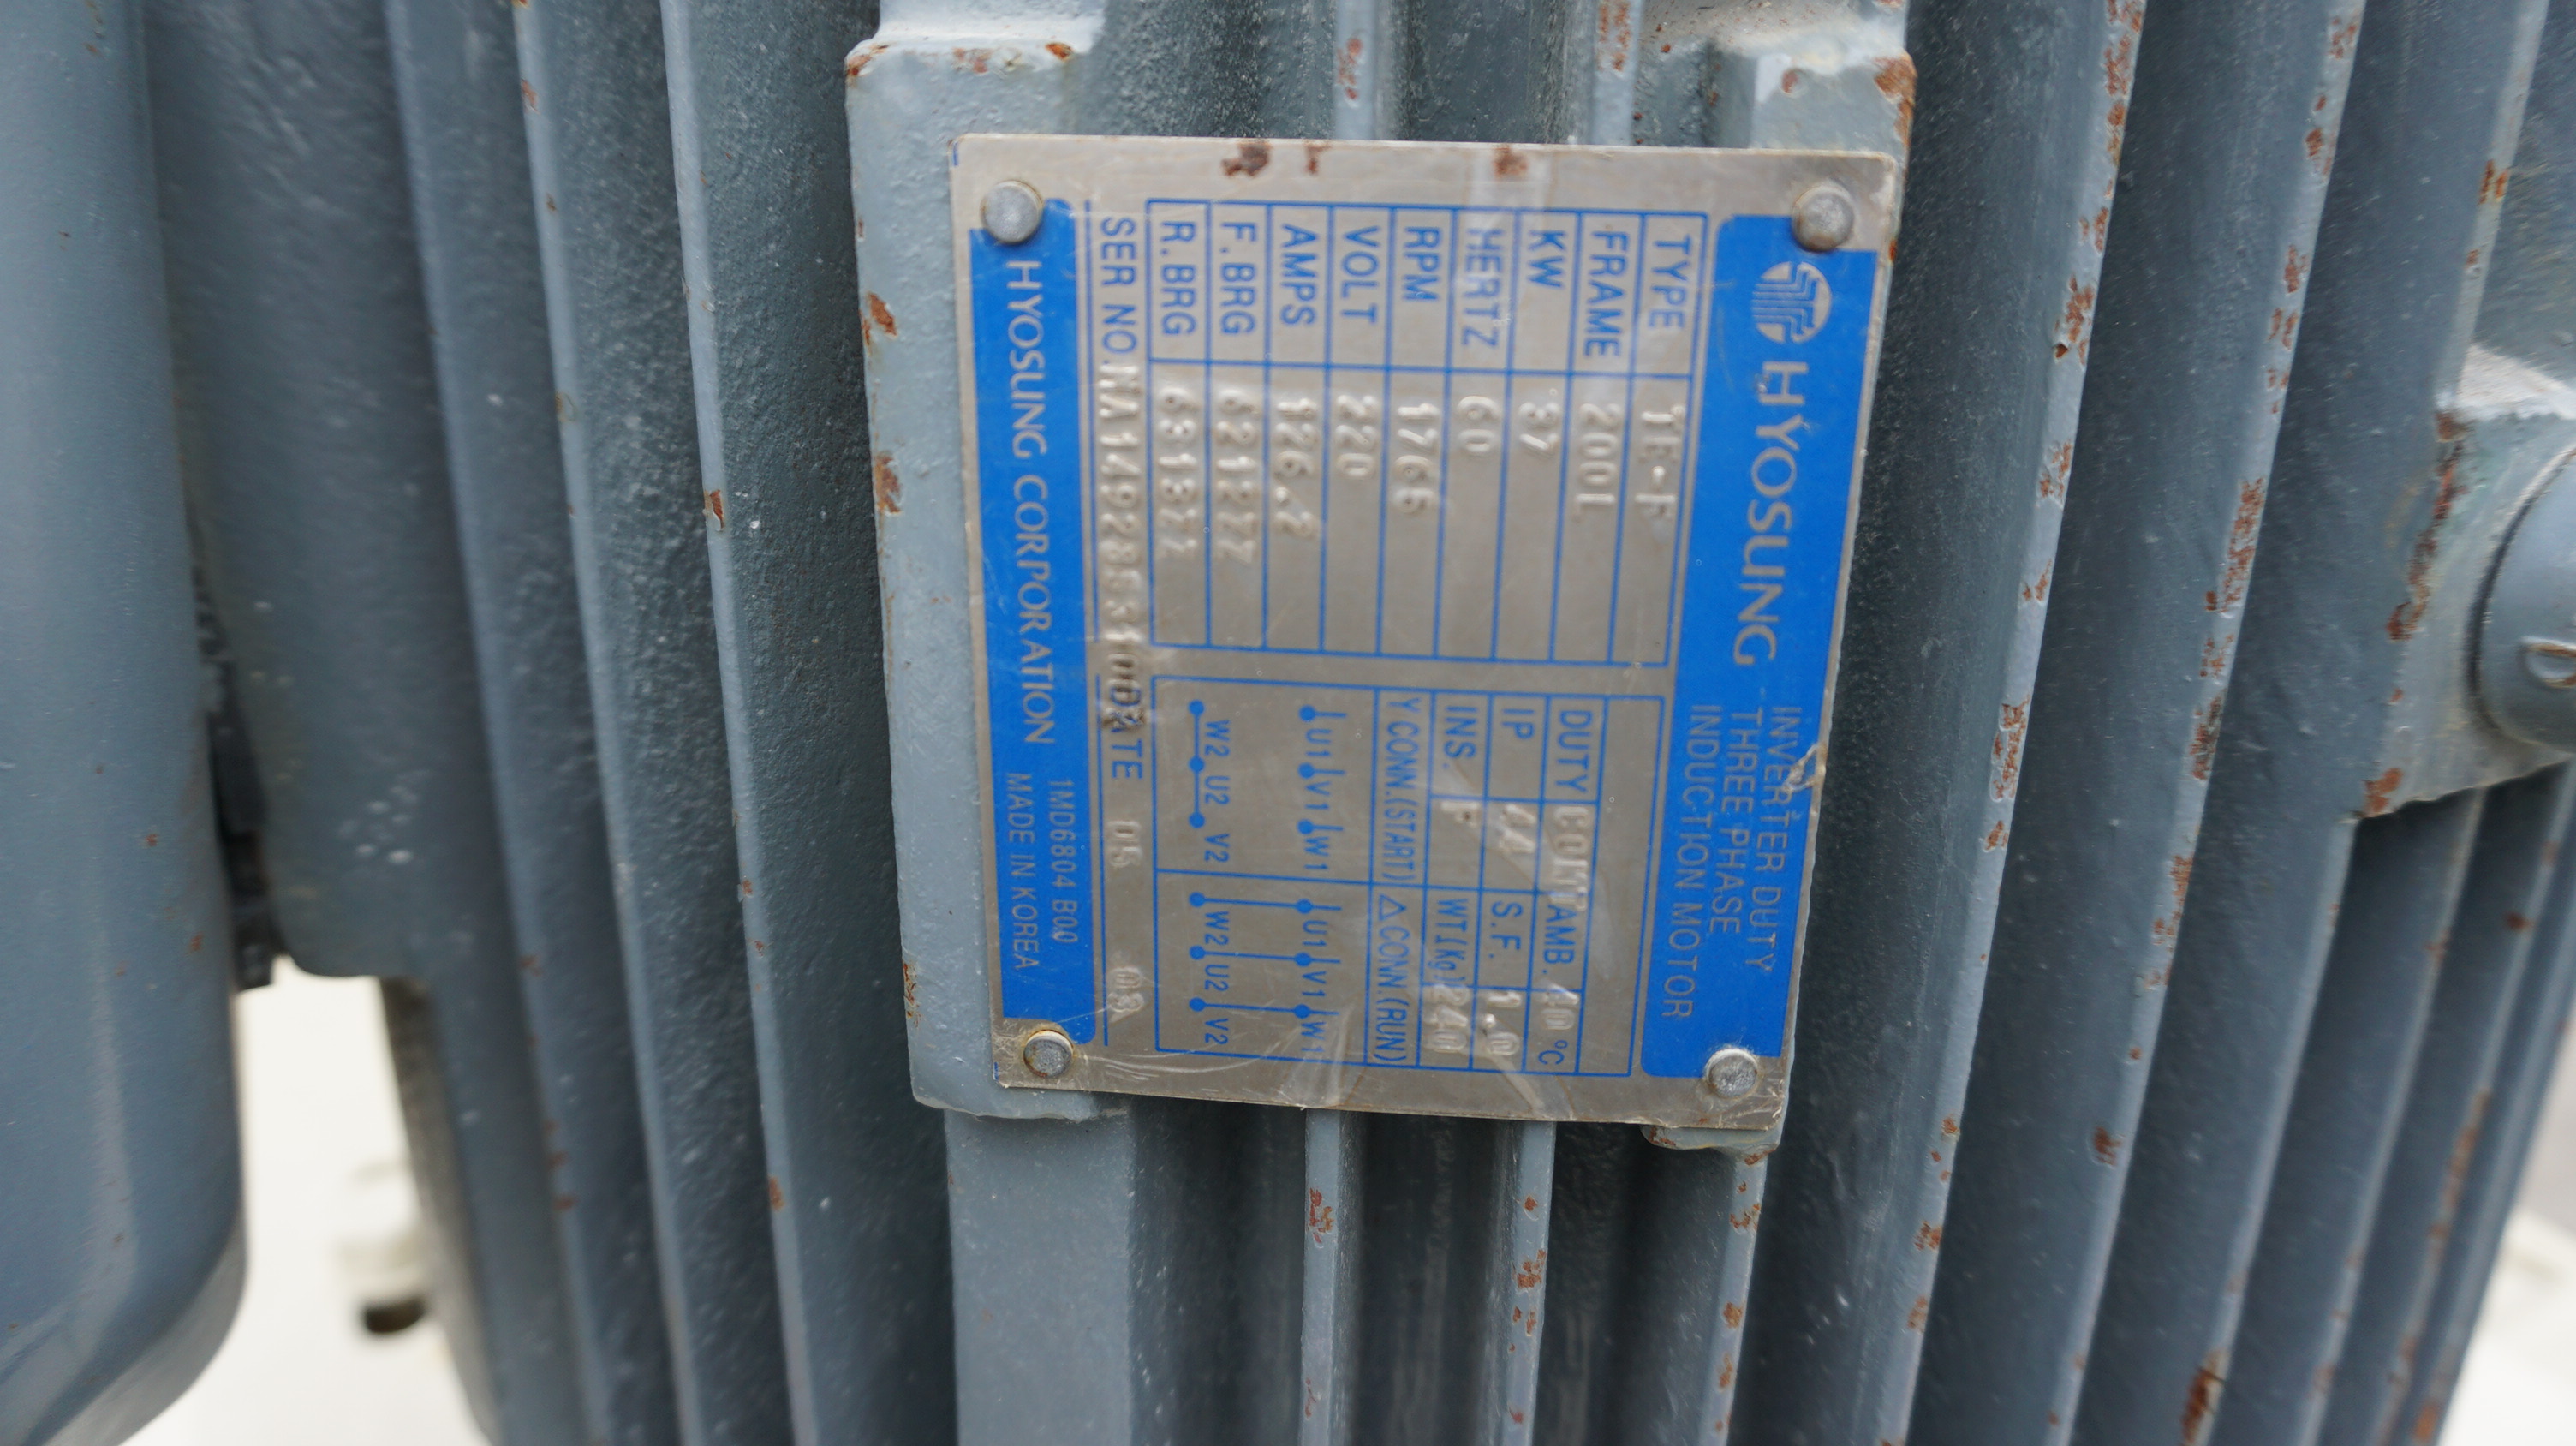 HYOSUNG
INVERTER DUTY
THREE PHASE
INDUCTION MOTOR
TYPE TE-F
FRAME 200L
KW 37
HERTZ 60
RPM 1765
VOLT 220
AMPS 126.2
F.BRG 6212ZZ
R.BRG
DUTY CONT AMB. 40 °C
IP 44 S.F. 1.0
INS. F WT(Kg) 240
Y CONN.(START) △ CONN.(RUN)
U1 V1 W1 U1 V1 W1
W2 U2 V2 W2 U2 V2
SER NO. DATE 05 03
HYOSUNG CORPORATION
1MD6804 B00
MADE IN KOREA